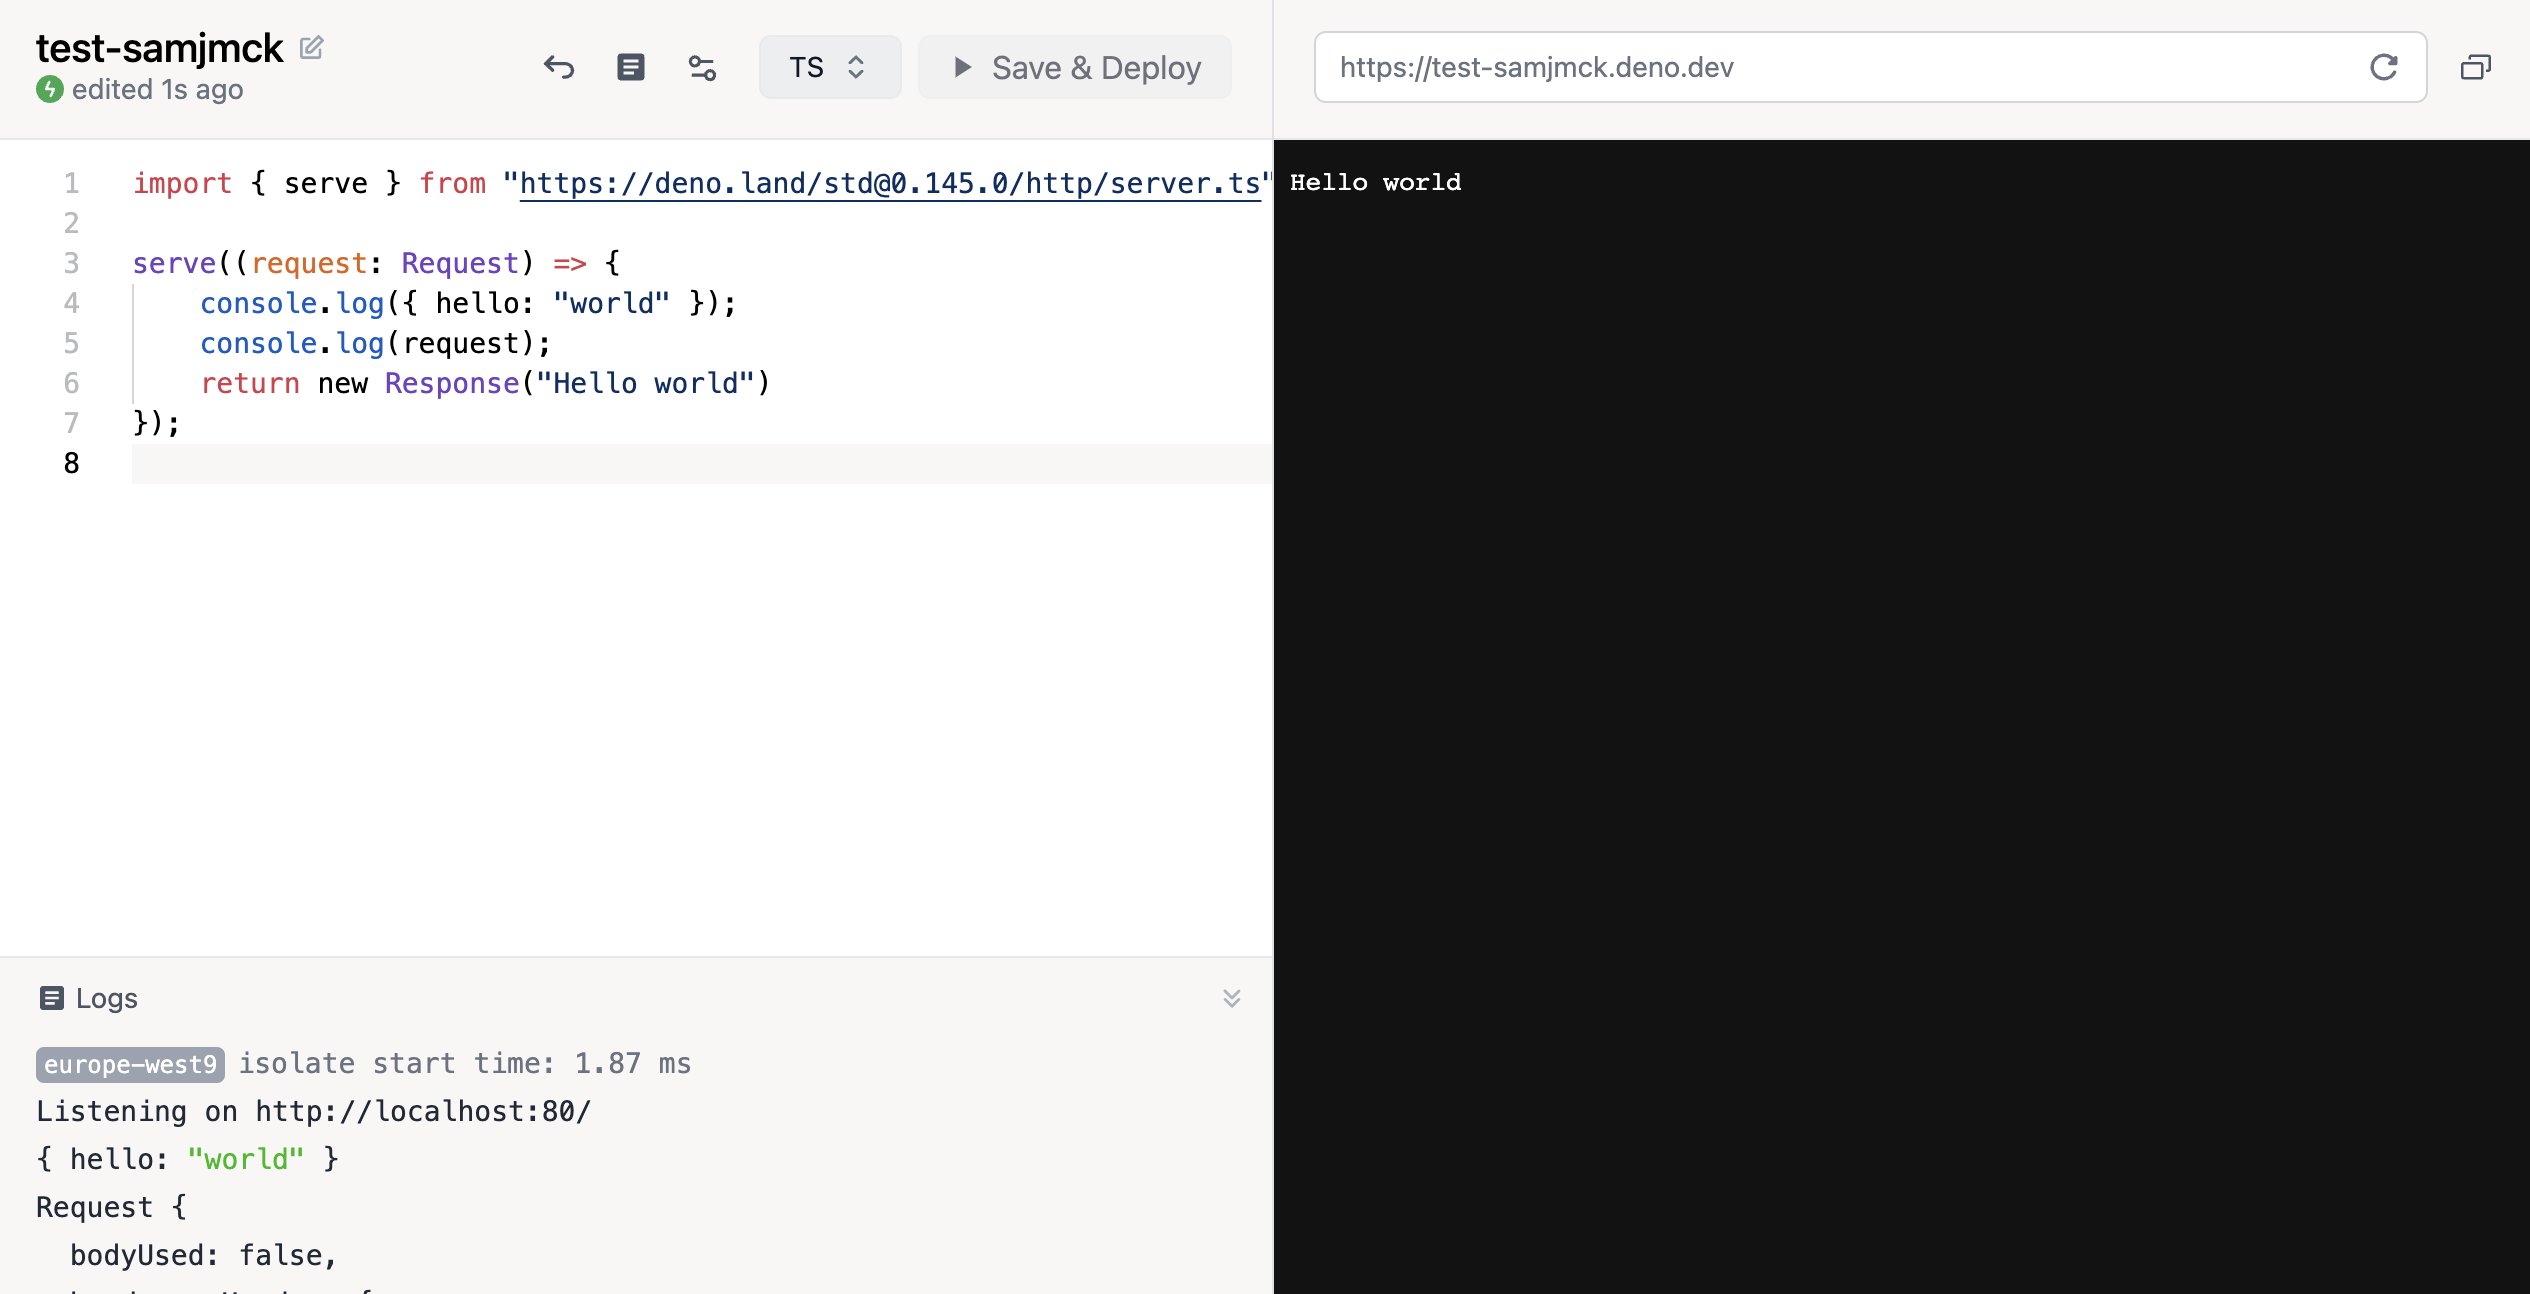 test-samjmck
edited 1s ago
TS
Save & Deploy
https://test-samjmck.deno.dev
1 import { serve } from "https://deno.land/std@0.145.0/http/server.ts"
2
3 serve((request: Request) => {
4 console.log({ hello: "world" });
5 console.log(request);
6 return new Response("Hello world")
7 });
8
Hello world
Logs
europe-west9 isolate start time: 1.87 ms
Listening on http://localhost:80/
{ hello: "world" }
Request {
bodyUsed: false,